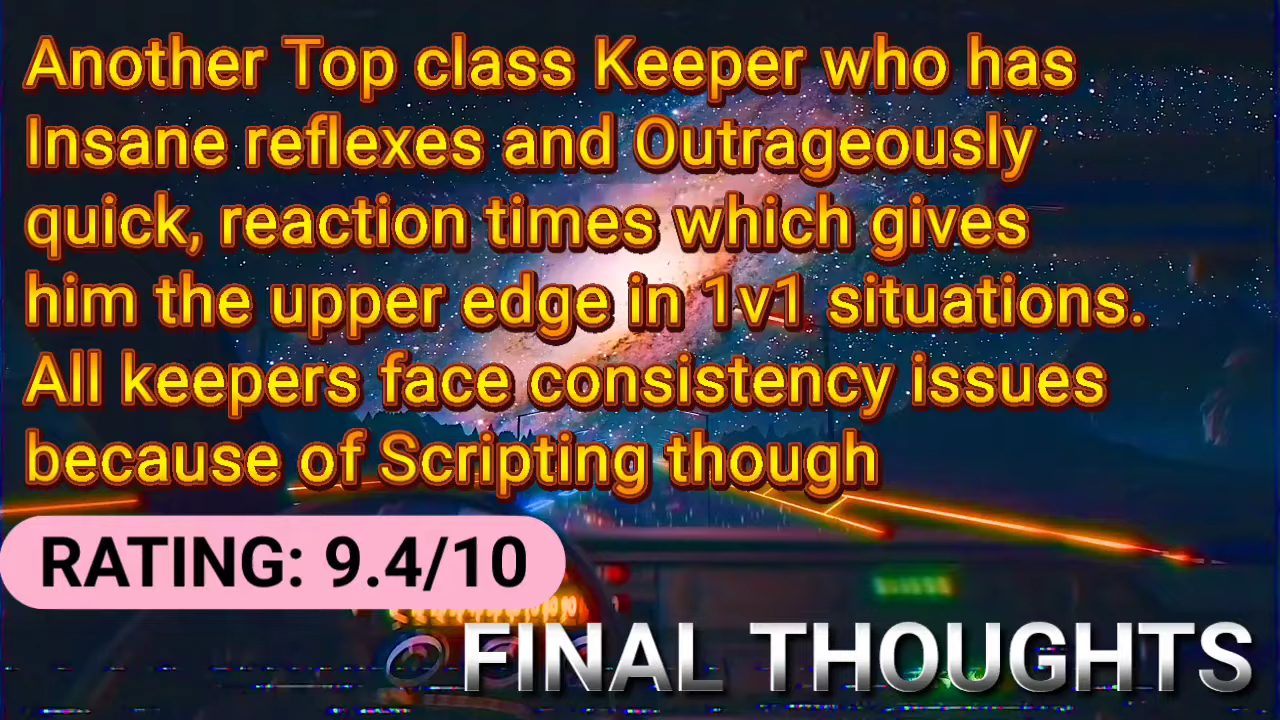 Another Top class Keeper who has
Insane reflexes and Outrageously
quick, reaction times which gives
him the upper edge in 1v1 situations.
All keepers face consistency issues
because of Scripting though
RATING: 9.4/10
FINAL THOUGHTS